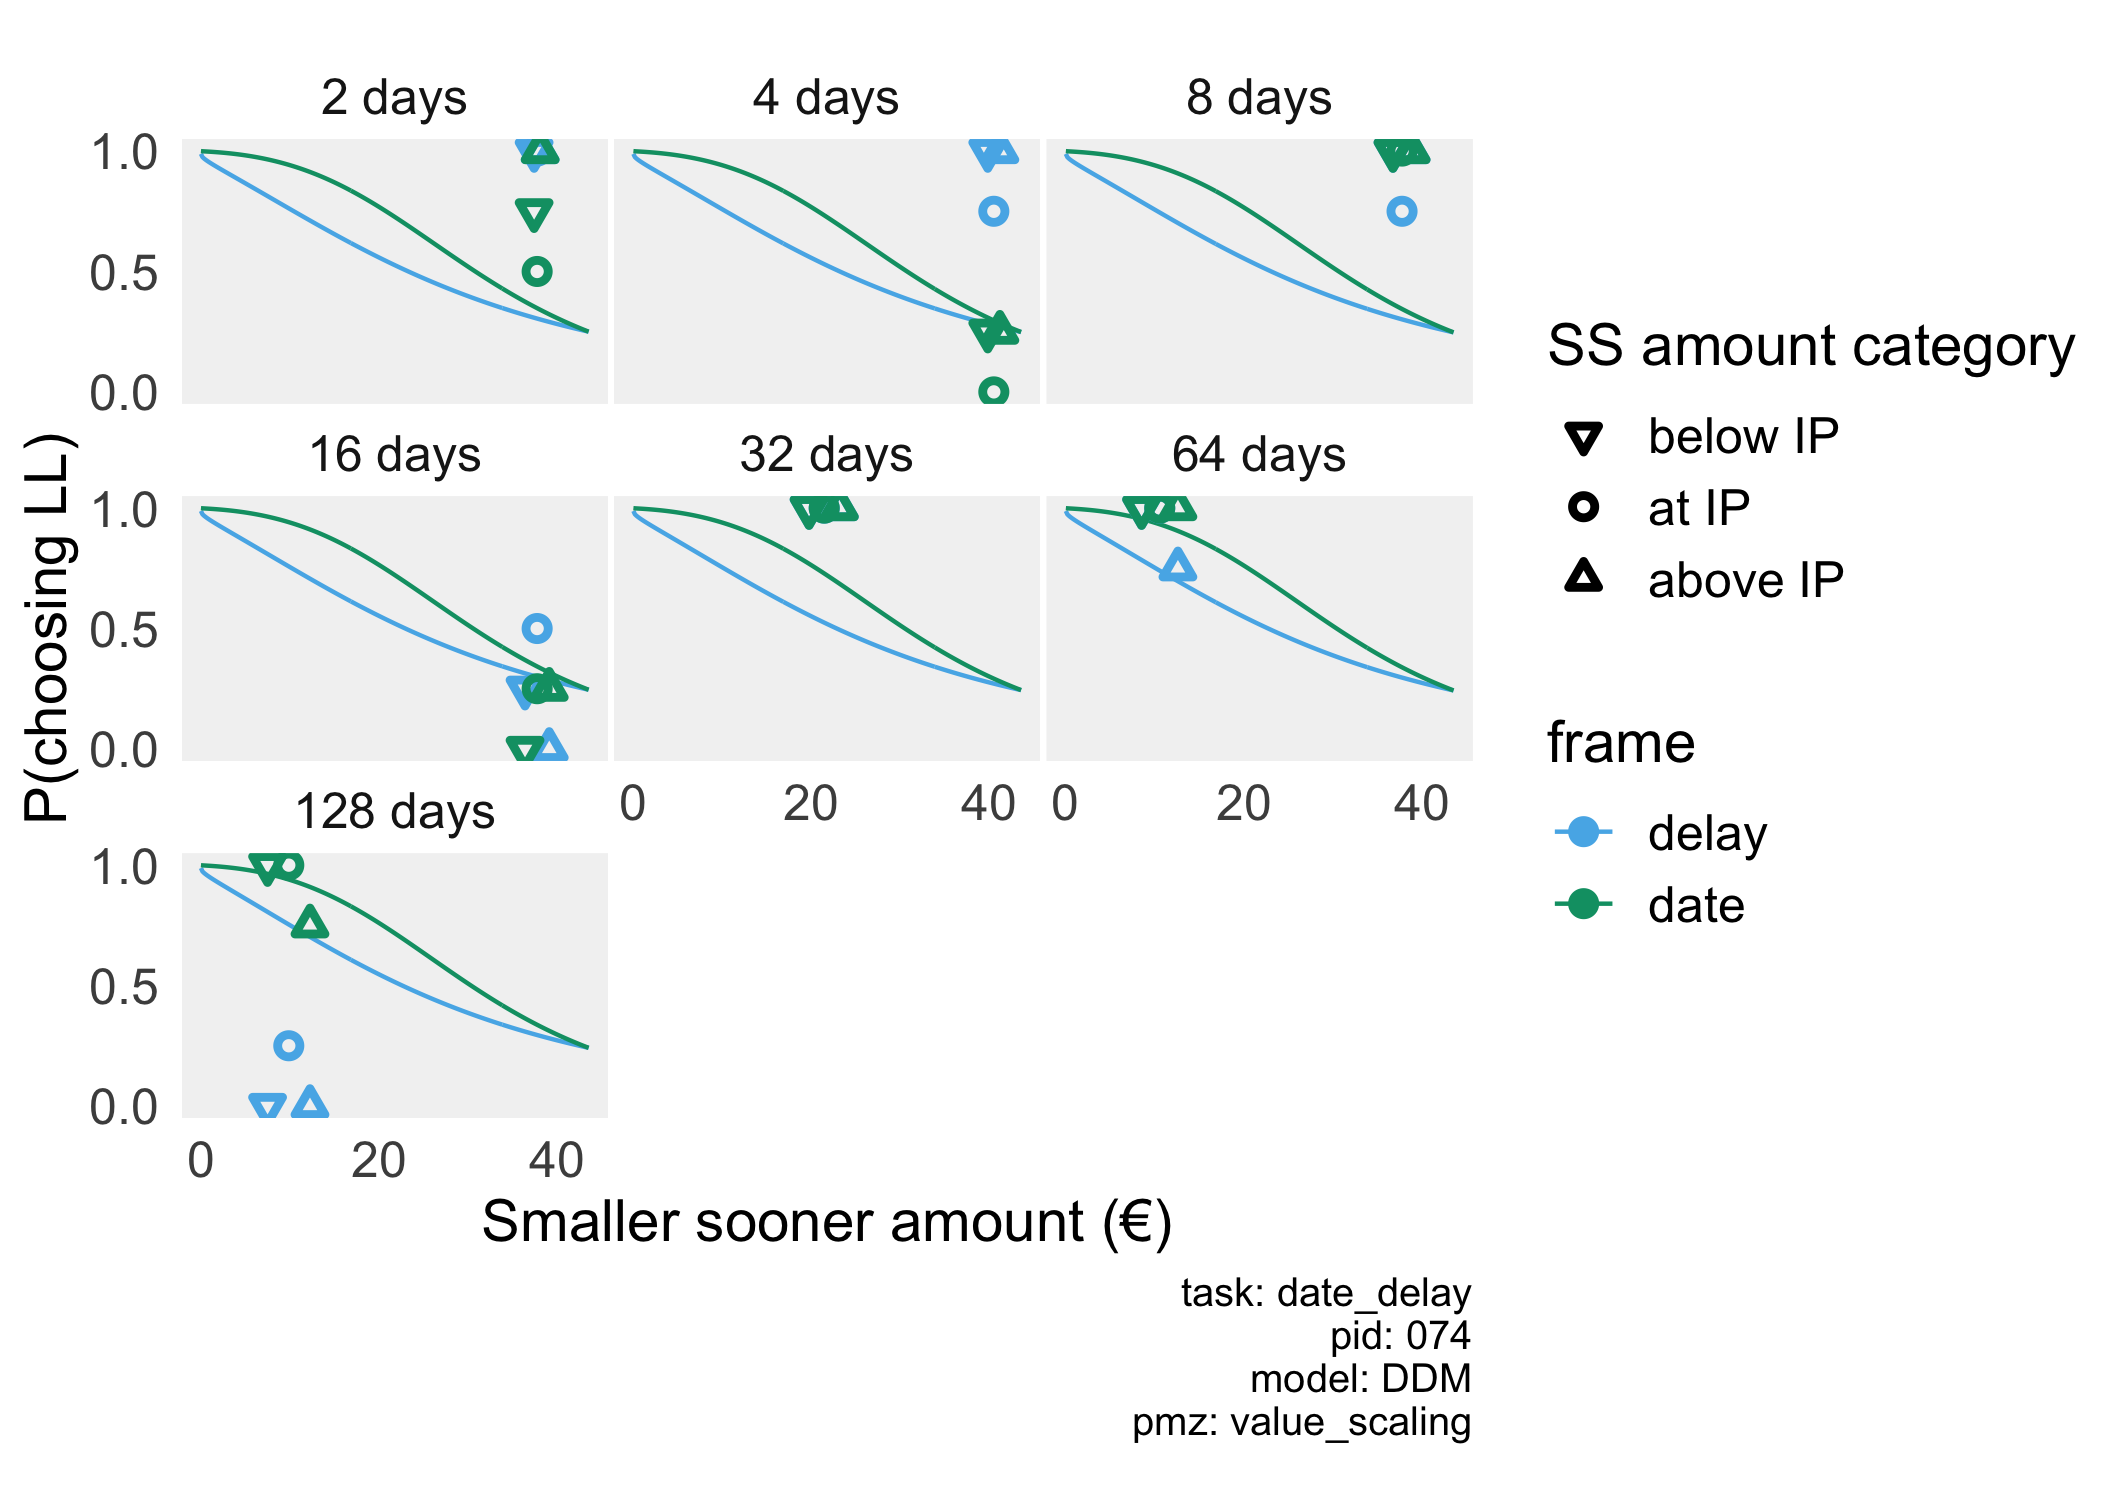 2 days
4 days
8 days
1.0
0.5
0.0
16 days
32 days
64 days
1.0
0.5
0.0
0
20
40
0
20
40
128 days
1.0
0.5
0.0
0
20
40
P(choosing LL)
Smaller sooner amount (€)
SS amount category
below IP
at IP
above IP
frame
delay
date
task: date_delay
pid: 074
model: DDM
pmz: value_scaling